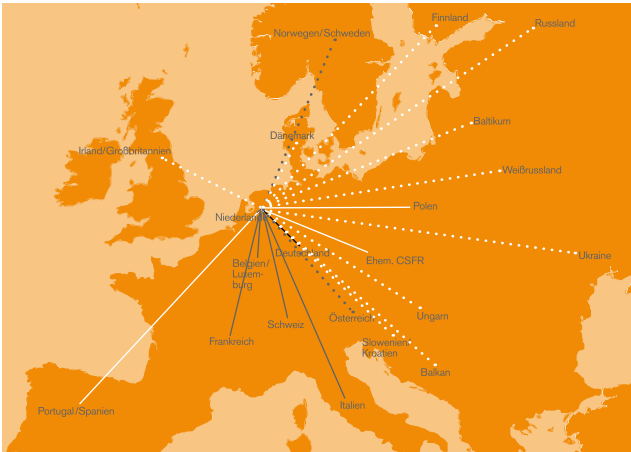 Finnland
Russland
Norwegen/Schweden
Baltikum
Dänemark
Irland/Großbritannien
Weißrussland
Polen
Niederlande
Deutschland
Ukraine
Ehem. CSFR
Belgien/
Luxem-
burg
Österreich
Ungarn
Schweiz
Frankreich
Slowenien/
Kroatien
Balkan
Italien
Portugal/Spanien